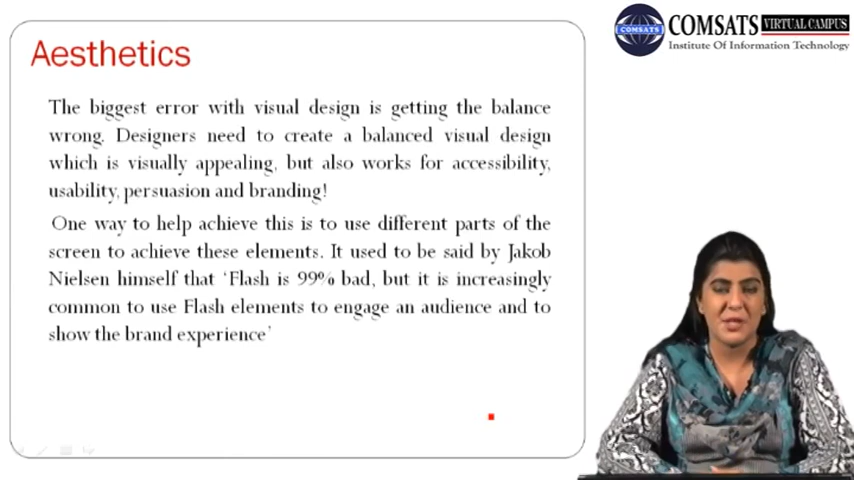 Aesthetics
The biggest error with visual design is getting the balance
wrong. Designers need to create a balanced visual design
which is visually appealing, but also works for accessibility,
usability, persuasion and branding!
One way to help achieve this is to use different parts of the
screen to achieve these elements. It used to be said by Jakob
Nielsen himself that ‘Flash is 99% bad, but it is increasingly
common to use Flash elements to engage an audience and to
show the brand experience’
COMSATS
COMSATS VIRTUAL CAMPUS
Institute Of Information Technology